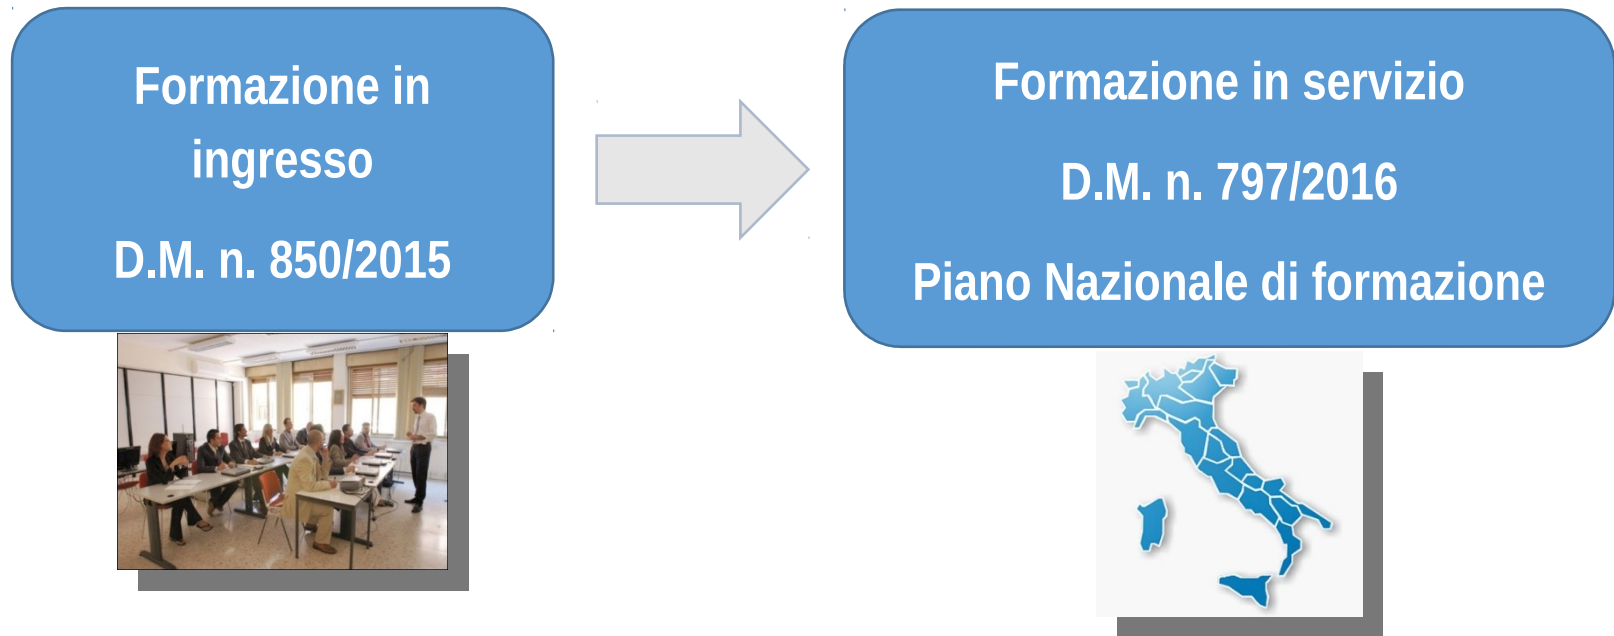 Formazione in
ingresso
D.M. n. 850/2015
Formazione in servizio
D.M. n. 797/2016
Piano Nazionale di formazione